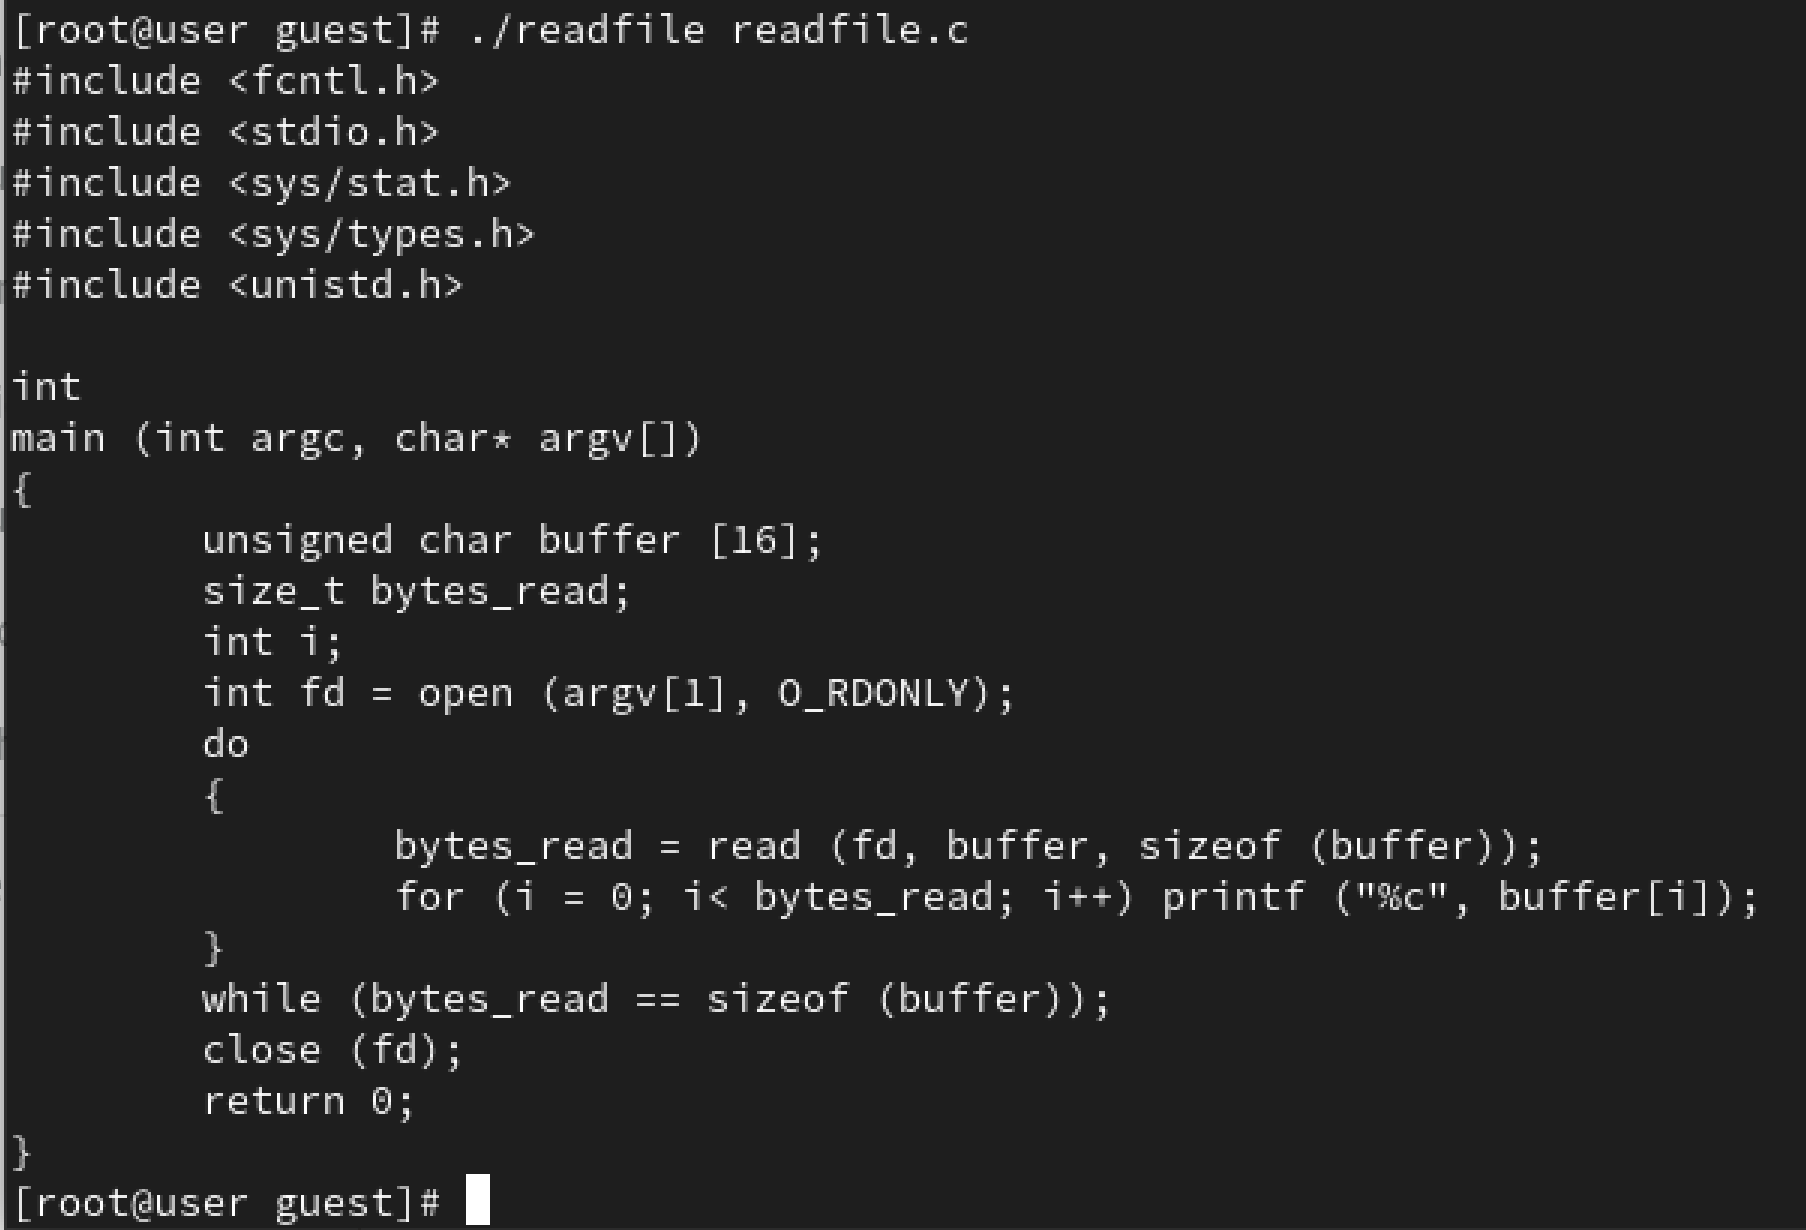 [root@user guest]# ./readfile readfile.c
#include <fcntl.h>
#include <stdio.h>
#include <sys/stat.h>
#include <sys/types.h>
#include <unistd.h>

int
main (int argc, char* argv[])
{
        unsigned char buffer [16];
        size_t bytes_read;
        int i;
        int fd = open (argv[1], O_RDONLY);
        do
        {
                bytes_read = read (fd, buffer, sizeof (buffer));
                for (i = 0; i< bytes_read; i++) printf ("%c", buffer[i]);
        }
        while (bytes_read == sizeof (buffer));
        close (fd);
        return 0;
}
[root@user guest]#